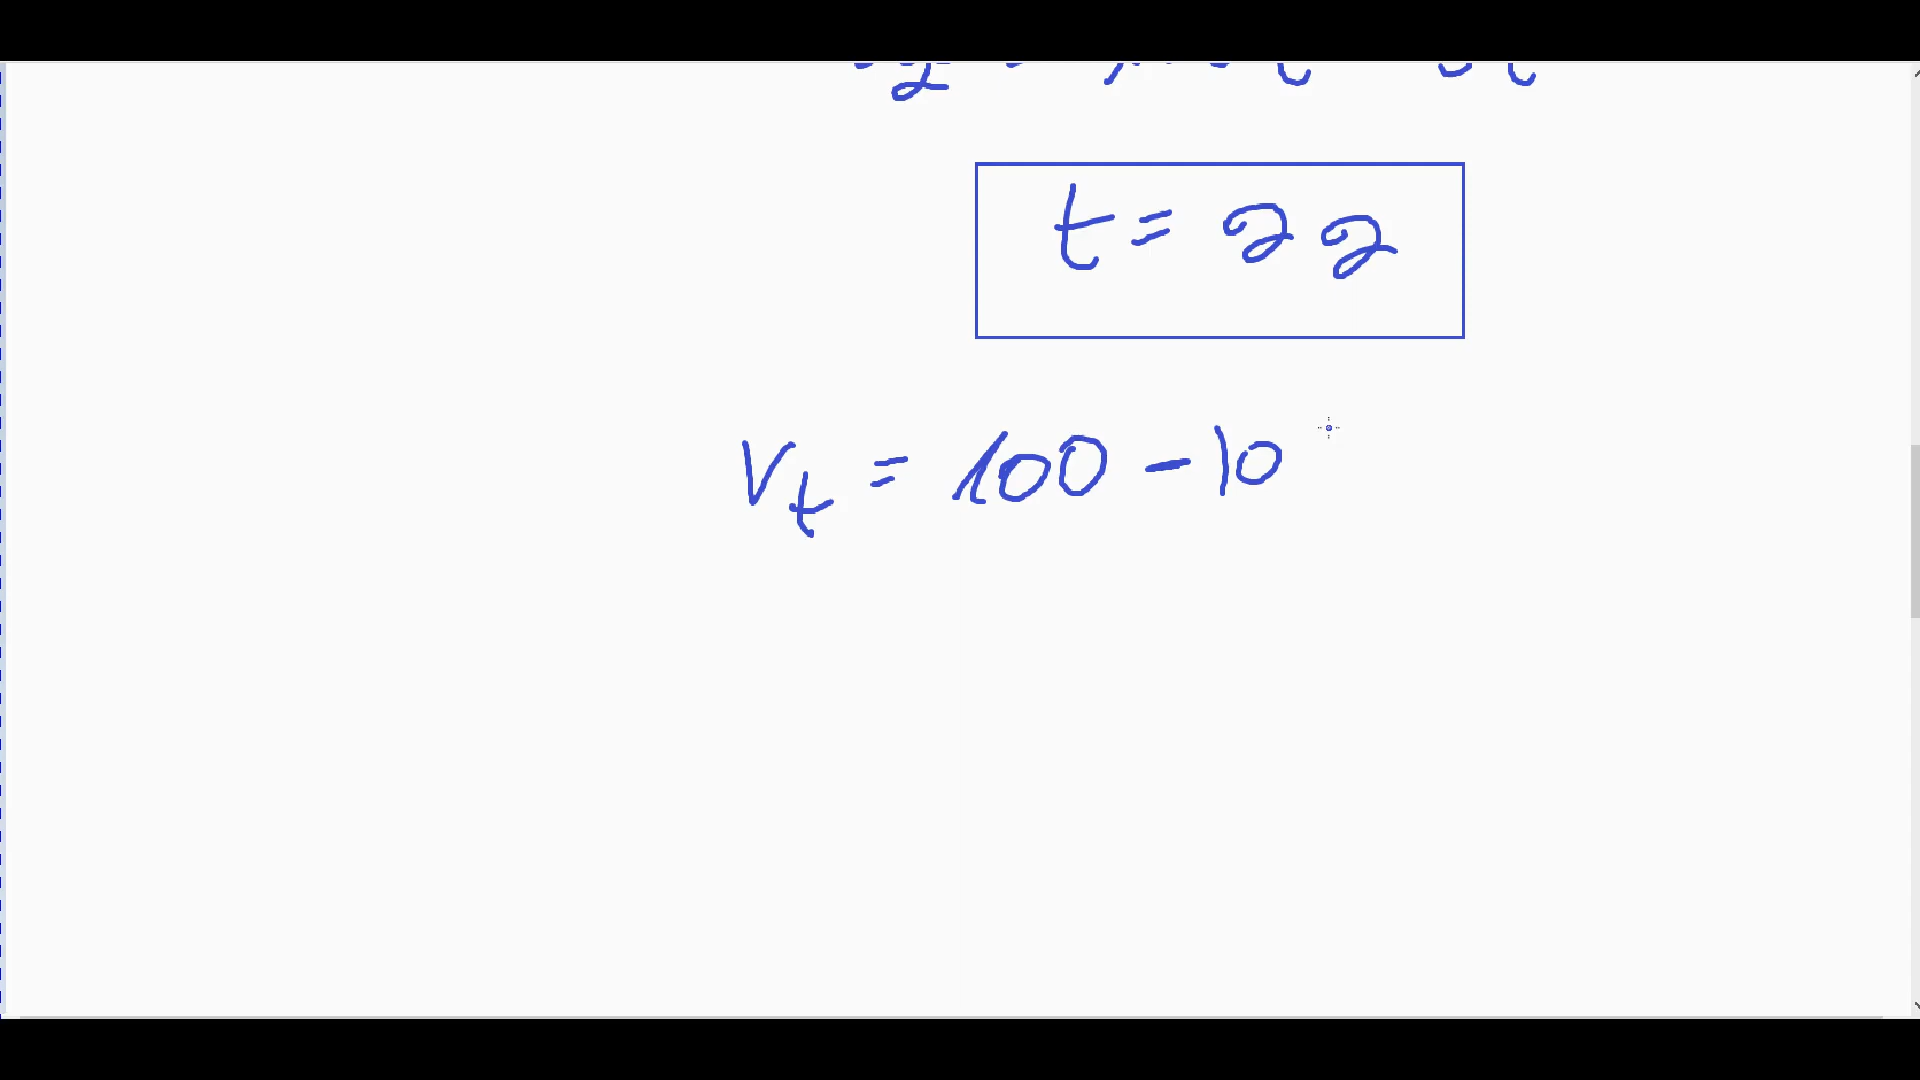 t = 22
Vt = 100 - 10